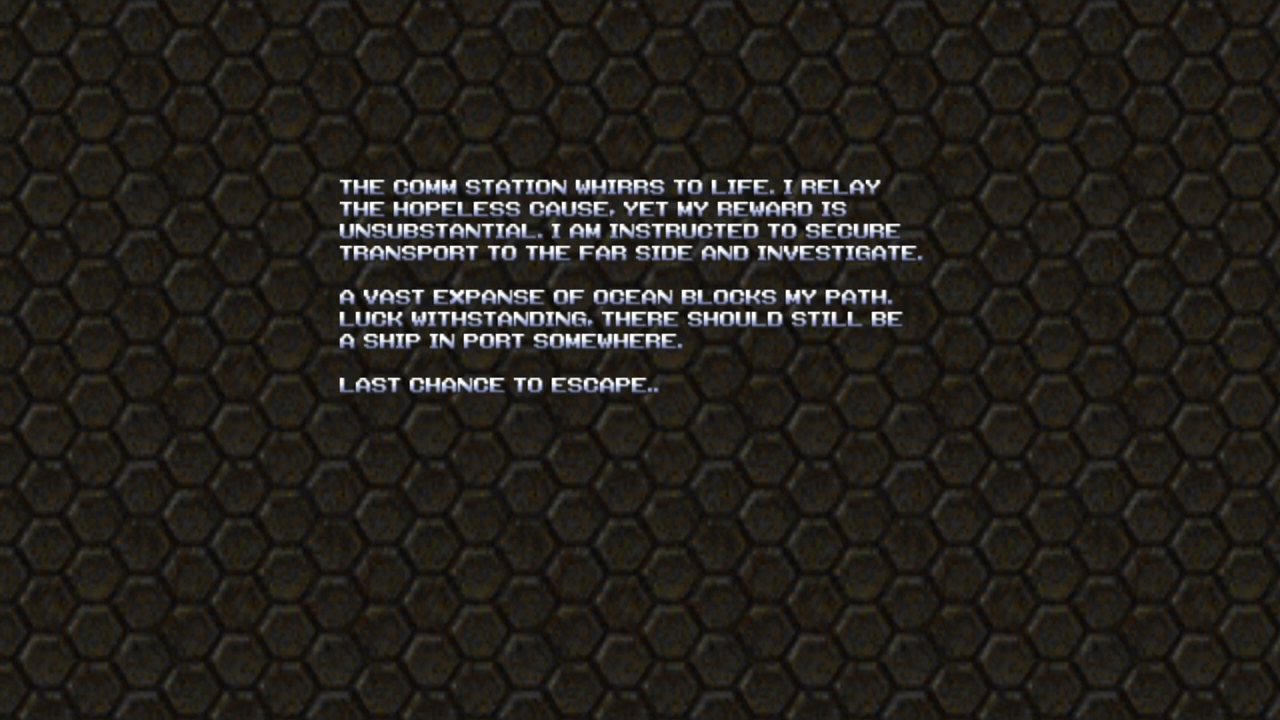 THE COMM STATION WHIRRS TO LIFE. I RELAY
THE HOPELESS CAUSE, YET MY REWARD IS
UNSUBSTANTIAL. I AM INSTRUCTED TO SECURE
TRANSPORT TO THE FAR SIDE AND INVESTIGATE.
A VAST EXPANSE OF OCEAN BLOCKS MY PATH.
LUCK WITHSTANDING, THERE SHOULD STILL BE
A SHIP IN PORT SOMEWHERE.
LAST CHANCE TO ESCAPE..